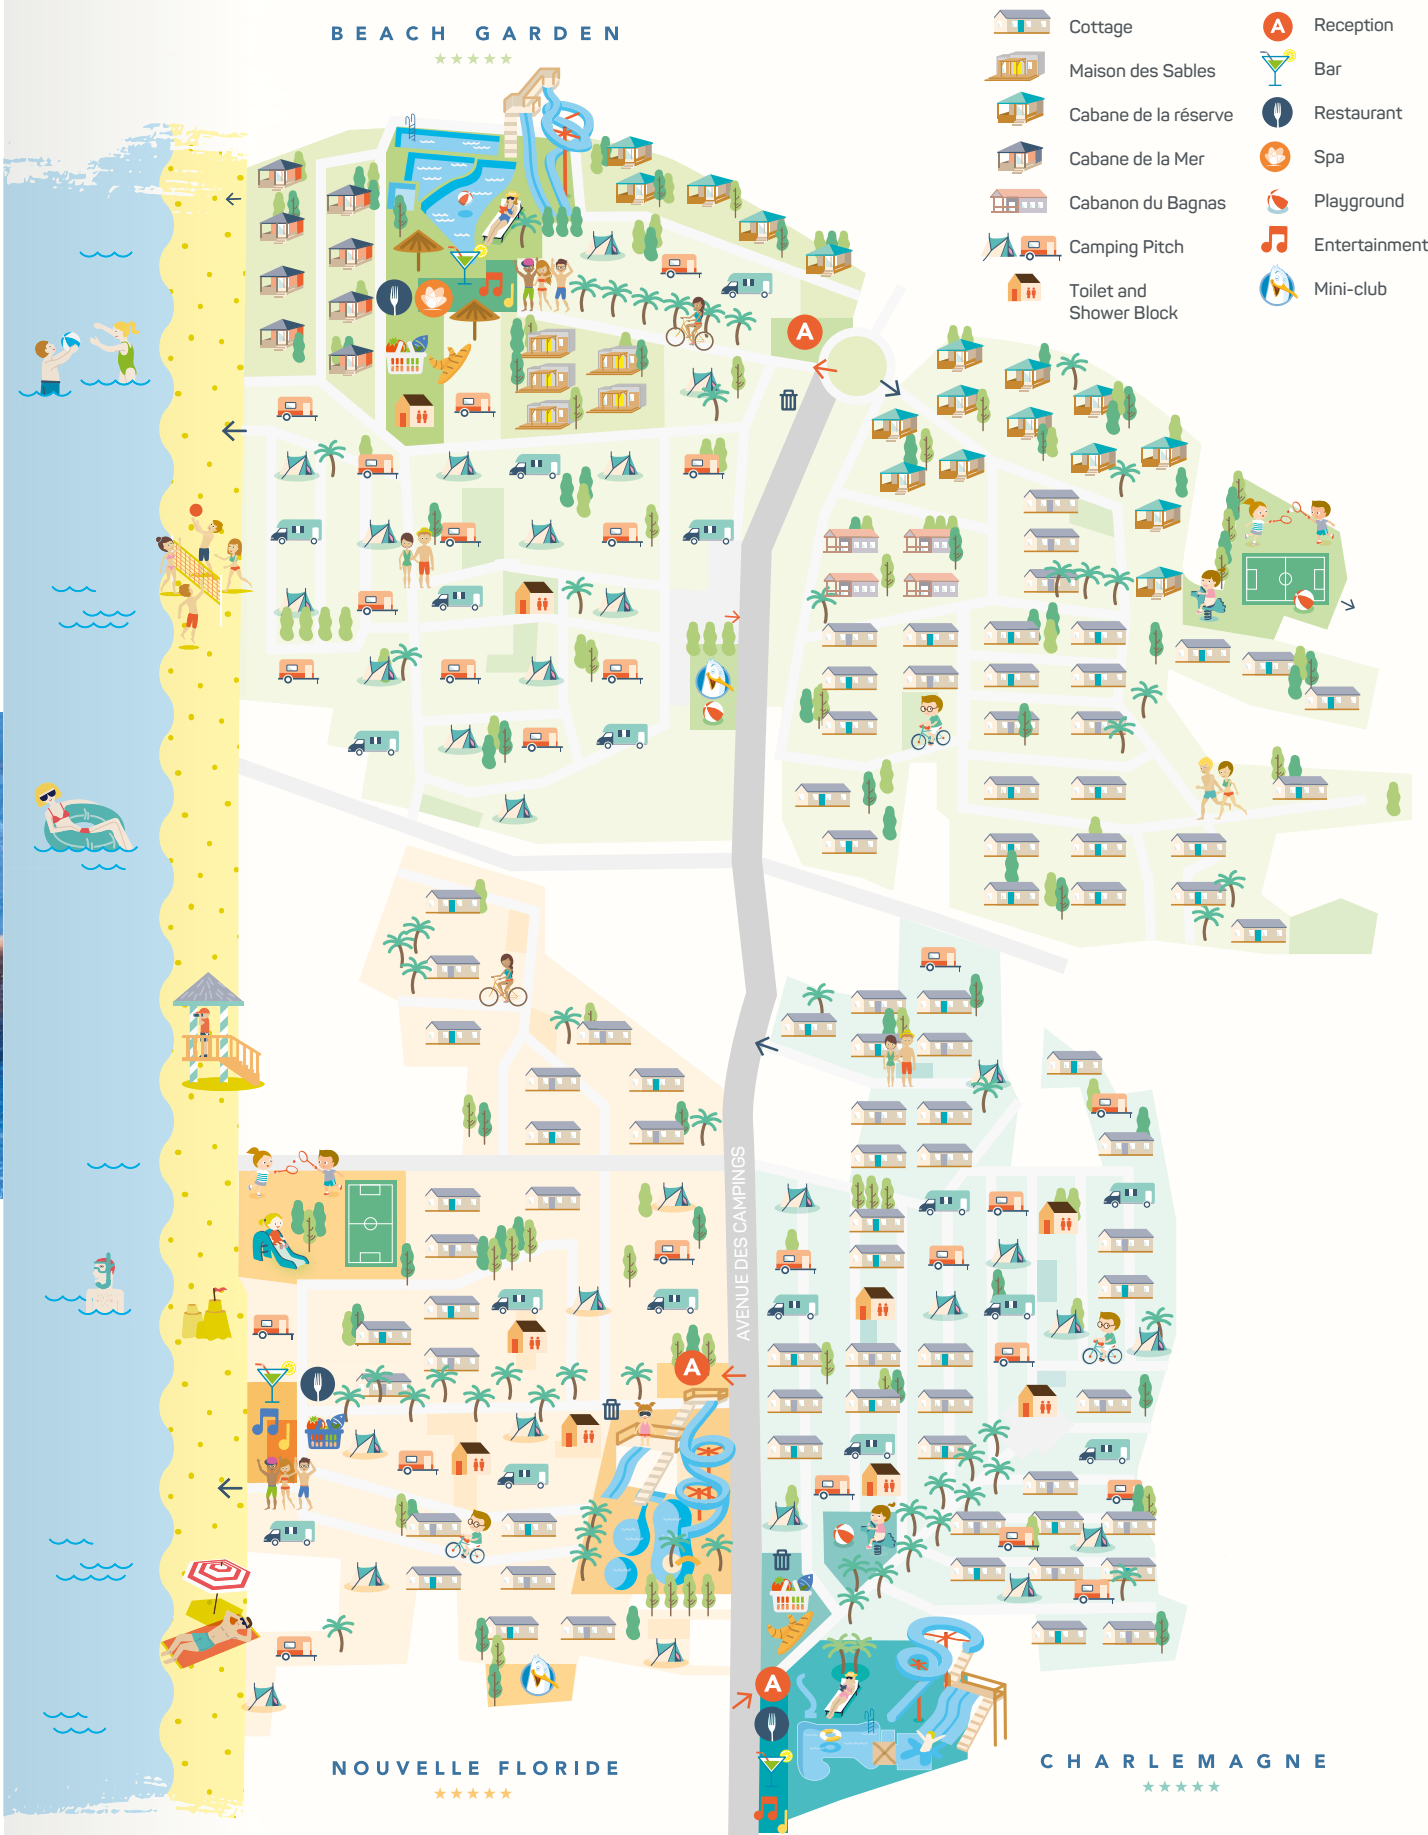 BEACH GARDEN
Cottage
Maison des Sables
Cabane de la réserve
Cabane de la Mer
Cabanon du Bagnas
Camping Pitch
Toilet and
Shower Block
A
Reception
Bar
Restaurant
Spa
Playground
Entertainment
Mini-club
A
AVENUE DES CAMPINGS
A
A
NOUVELLE FLORIDE
CHARLEMAGNE